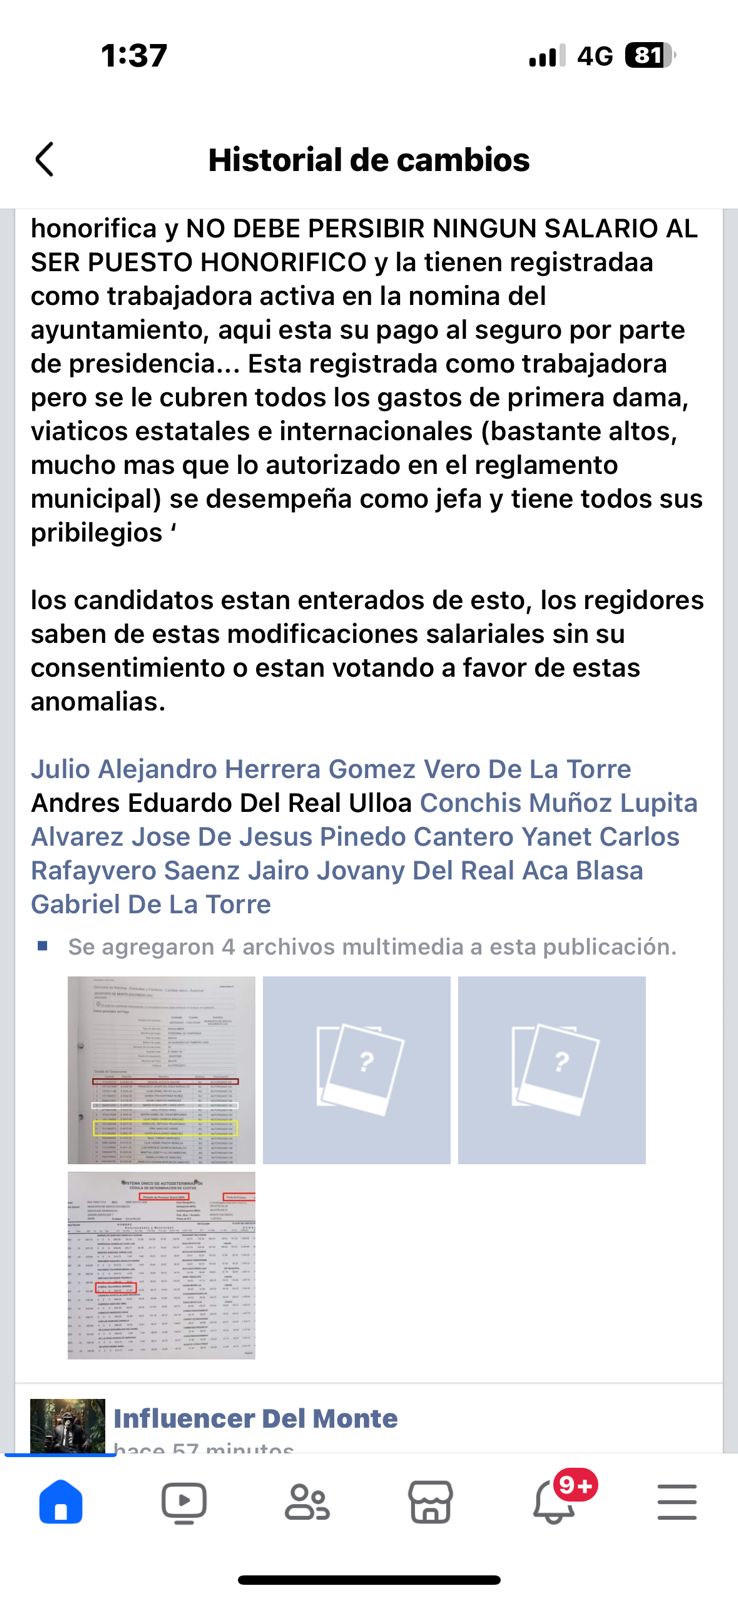 1:37
4G
81
Historial de cambios
honorifica y NO DEBE PERSIBIR NINGUN SALARIO AL
SER PUESTO HONORIFICO y la tienen registradaa
como trabajadora activa en la nomina del
ayuntamiento, aqui esta su pago al seguro por parte
de presidencia... Esta registrada como trabajadora
pero se le cubren todos los gastos de primera dama,
viaticos estatales e internacionales (bastante altos,
mucho mas que lo autorizado en el reglamento
municipal) se desempeña como jefa y tiene todos sus
pribilegios ‘
los candidatos estan enterados de esto, los regidores
saben de estas modificaciones salariales sin su
consentimiento o estan votando a favor de estas
anomalias.
Julio Alejandro Herrera Gomez Vero De La Torre
Andres Eduardo Del Real Ulloa Conchis Muñoz Lupita
Alvarez Jose De Jesus Pinedo Cantero Yanet Carlos
Rafayvero Saenz Jairo Jovany Del Real Aca Blasa
Gabriel De La Torre
Se agregaron 4 archivos multimedia a esta publicación.
?
?
Influencer Del Monte
hace 57 minutos
9+